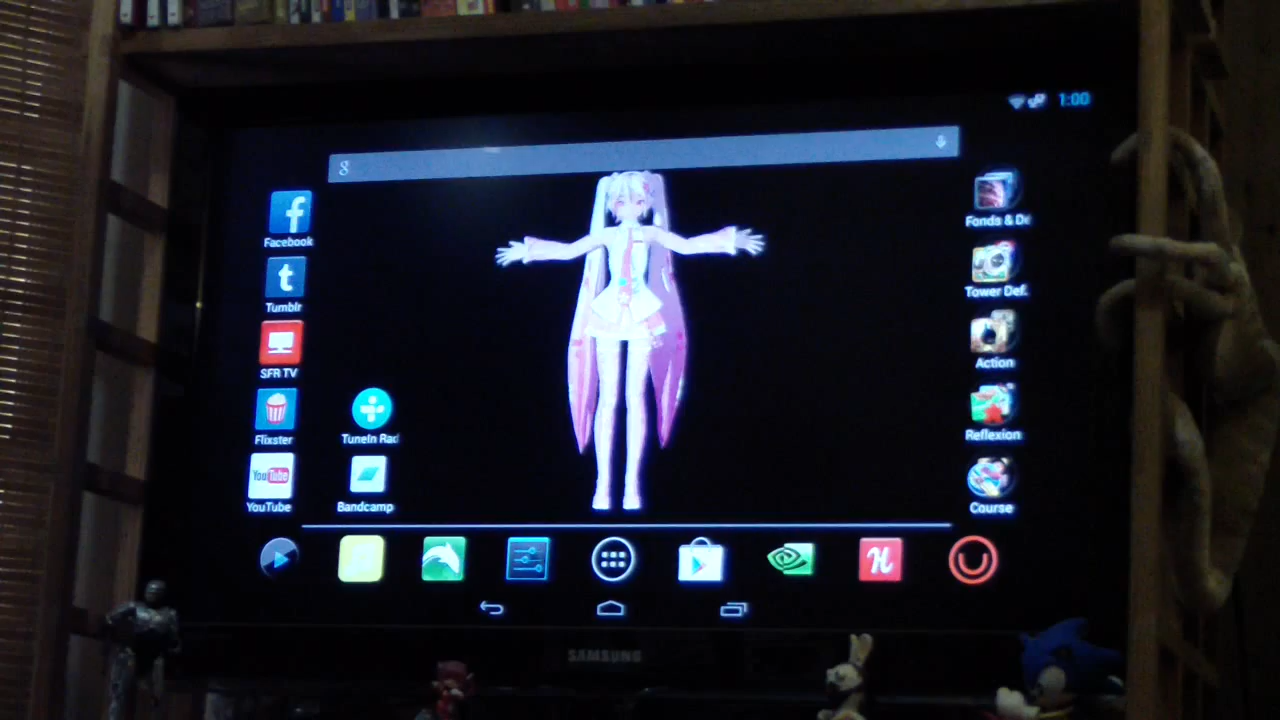 1:00
g
Facebook
Tumblr
SFR TV
Flixster
YouTube
YouTube
TuneIn Rad
Bandcamp
Fonds & De
Tower Def.
Action
Reflexion
Course
SAMSUNG